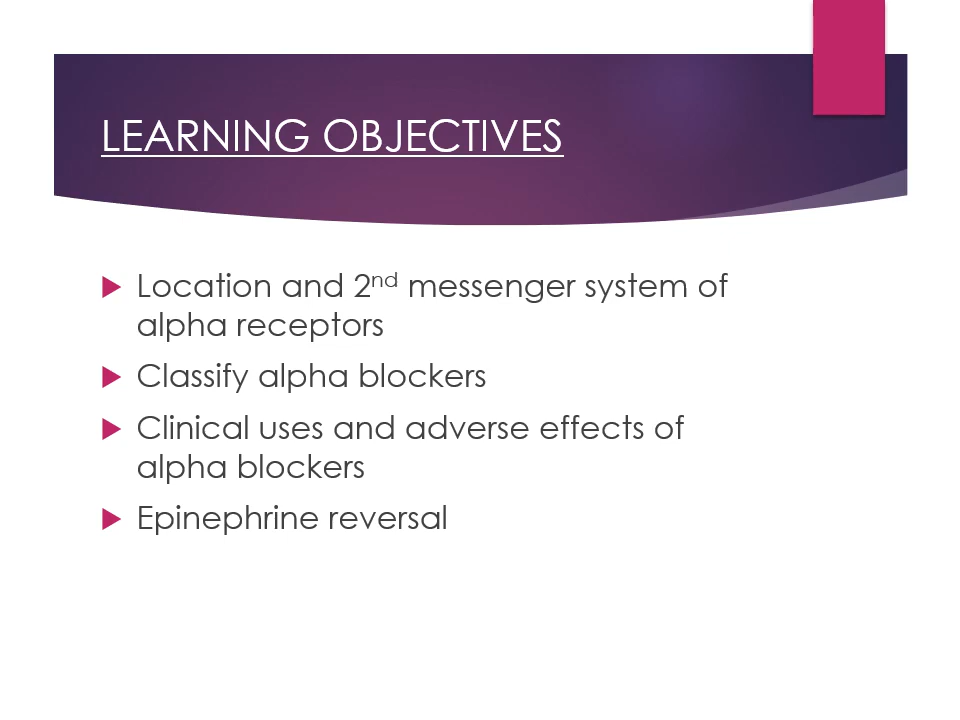 LEARNING OBJECTIVES
Location and 2nd messenger system of
alpha receptors
Classify alpha blockers
Clinical uses and adverse effects of
alpha blockers
Epinephrine reversal